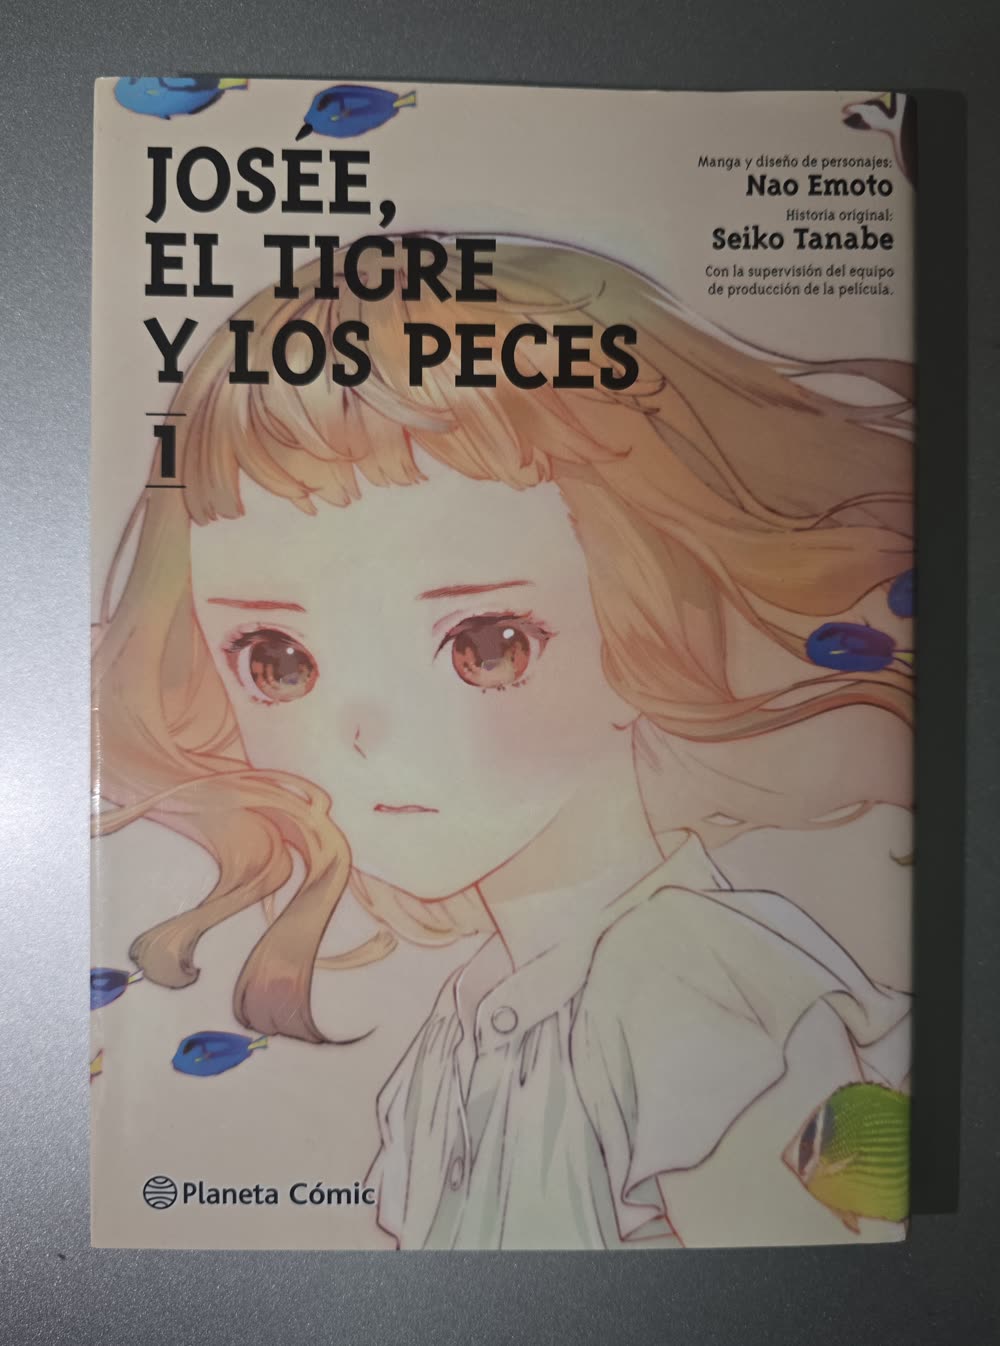 JOSÉE,
EL TIGRE
Y LOS PECES
1
Manga y diseño de personajes:
Nao Emoto
Historia original:
Seiko Tanabe
Con la supervisión del equipo
de producción de la película.
Planeta Cómic